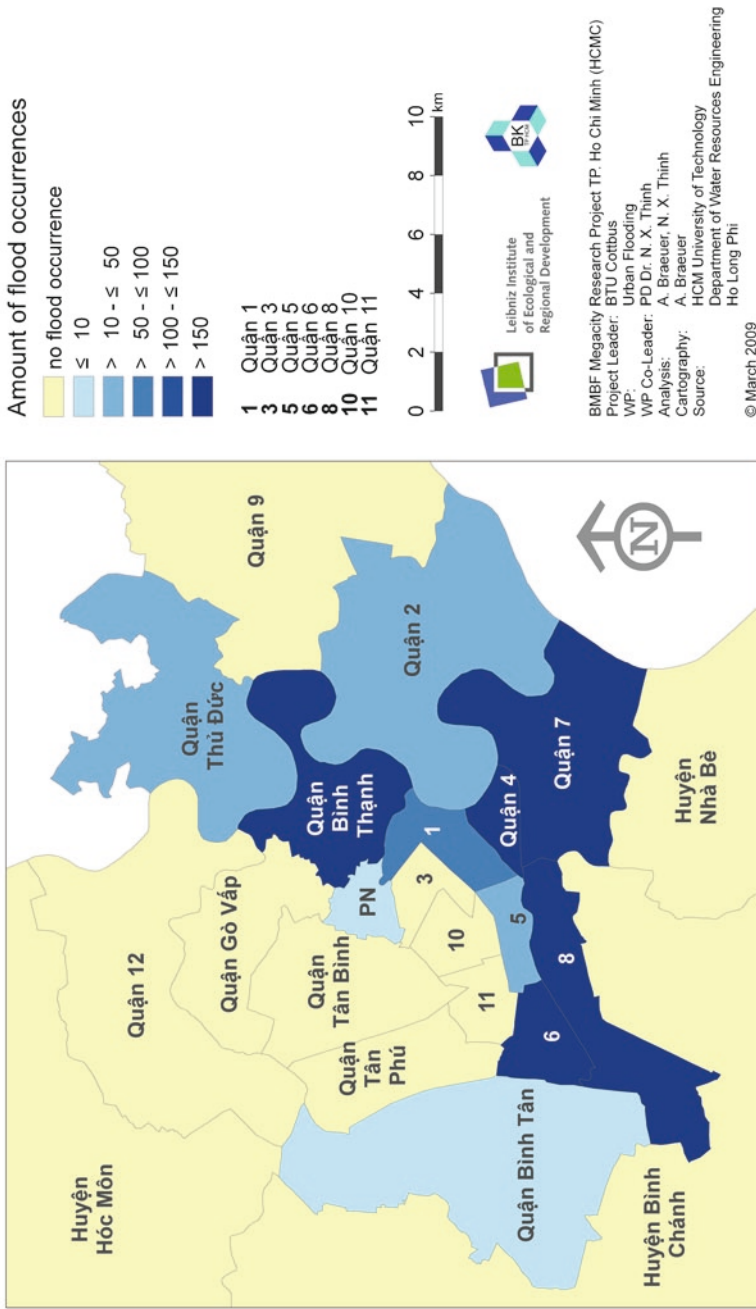 Huyện
Hóc Môn
Quận 12
Quận Gò Vấp
Quận
Tân Bình
Quận
Tân
Phú
Quận
Thủ Đức
Quận 9
Quận
Bình
Thạnh
PN
Quận 2
1
3
10
11
5
6
8
Quận 4
Quận 7
Quận Bình Tân
Huyện Bình
Chánh
Huyện
Nhà Bè
N
Amount of flood occurrences
no flood occurrence
≤ 10
> 10 - ≤ 50
> 50 - ≤ 100
> 100 - ≤ 150
> 150
1 Quận 1
3 Quận 3
5 Quận 5
6 Quận 6
8 Quận 8
10 Quận 10
11 Quận 11
0 2 4 6 8 10
km
Leibniz Institute
of Ecological and
Regional Development
BK
TP.HCM
BMBF Megacity Research Project TP. Ho Chi Minh (HCMC)
Project Leader: BTU Cottbus
WP: Urban Flooding
WP Co-Leader: PD Dr. N. X. Thinh
Analysis: A. Braeuer, N. X. Thinh
Cartography: A. Braeuer
Source: HCM University of Technology
Department of Water Resources Engineering
Ho Long Phi
© March 2009